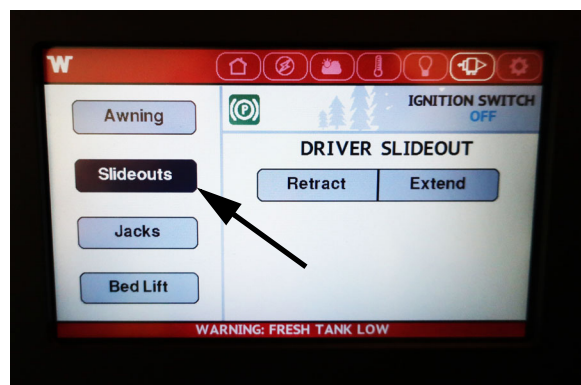 W
Awning
Slideouts
Jacks
Bed Lift
(P)
IGNITION SWITCH
OFF
DRIVER SLIDEOUT
Retract
Extend
WARNING: FRESH TANK LOW